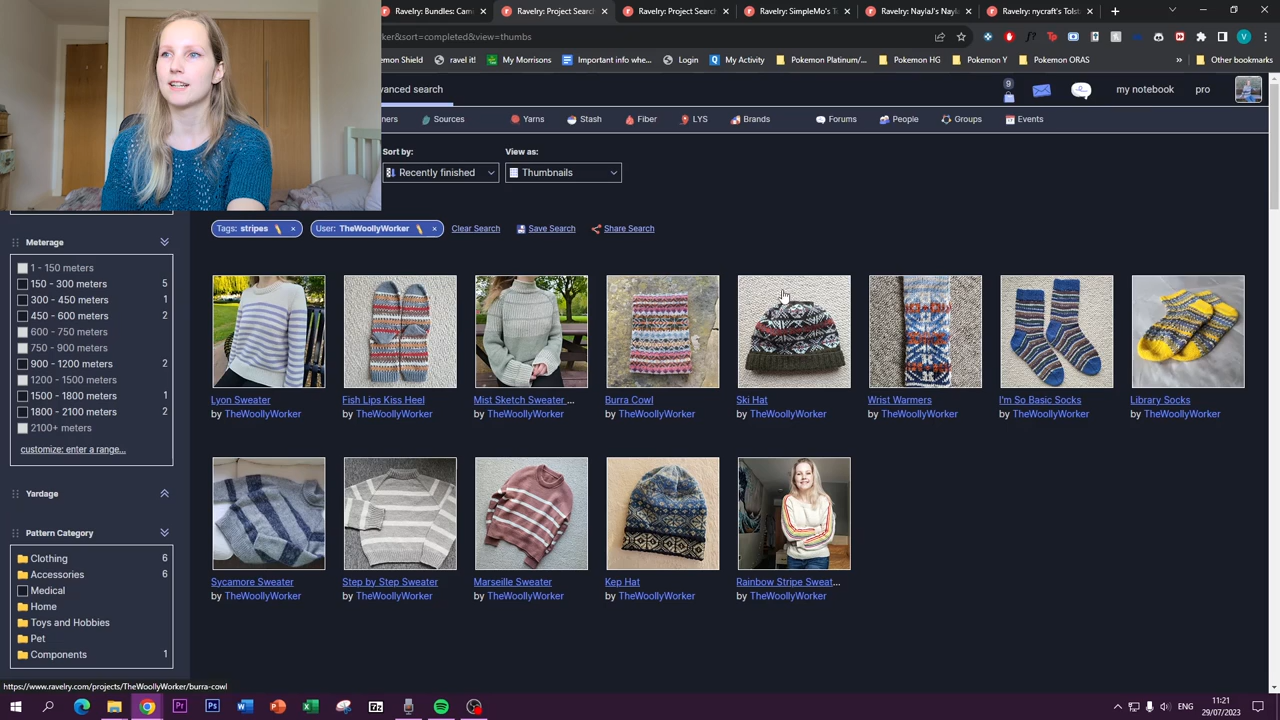 Ravelry: Bundles Cam
Ravelry: Project Search
Ravelry: Project Search
Ravelry: SimpleMo's T
Ravelry: NaylaJ's Nayl
Ravelry: nycraft's Tols
ker&sort=completed&view=thumbs
Pokemon Shield
ravel it!
My Morrisons
Important info whe...
Login
My Activity
Pokemon Platinum/...
Pokemon HG
Pokemon Y
Pokemon ORAS
»
Other bookmarks
vanced search
9
my notebook
pro
ners
Sources
Yarns
Stash
Fiber
LYS
Brands
Forums
People
Groups
Events
Sort by:
View as:
Recently finished
Thumbnails
Tags: stripes
User: TheWoollyWorker
Clear Search
Save Search
Share Search
Meterage
1 - 150 meters
150 - 300 meters 5
300 - 450 meters 1
450 - 600 meters 2
600 - 750 meters
750 - 900 meters
900 - 1200 meters 2
1200 - 1500 meters
1500 - 1800 meters 1
1800 - 2100 meters 2
2100+ meters
customize: enter a range...
Yardage
Pattern Category
Clothing 6
Accessories 6
Medical
Home
Toys and Hobbies
Pet
Components 1
Lyon Sweater
by TheWoollyWorker
Fish Lips Kiss Heel
by TheWoollyWorker
Mist Sketch Sweater ...
by TheWoollyWorker
Burra Cowl
by TheWoollyWorker
Ski Hat
by TheWoollyWorker
Wrist Warmers
by TheWoollyWorker
I'm So Basic Socks
by TheWoollyWorker
Library Socks
by TheWoollyWorker
Sycamore Sweater
by TheWoollyWorker
Step by Step Sweater
by TheWoollyWorker
Marseille Sweater
by TheWoollyWorker
Kep Hat
by TheWoollyWorker
Rainbow Stripe Sweat...
by TheWoollyWorker
https://www.ravelry.com/projects/TheWoollyWorker/burra-cowl
11:21
29/07/2023